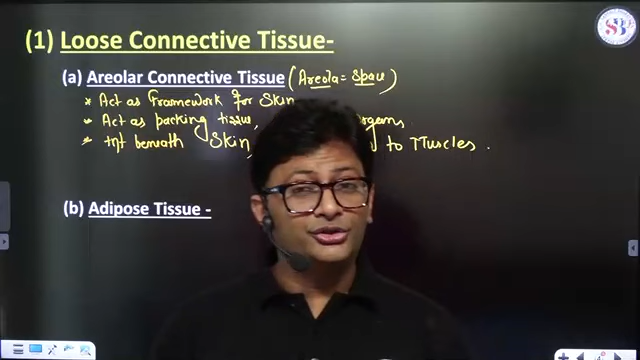 (1) Loose Connective Tissue-
(a) Areolar Connective Tissue (Areola = Space)
* Act as Framework for Skin
* Act as packing tissue, organs,
* beneath Skin, to Muscles.
(b) Adipose Tissue -